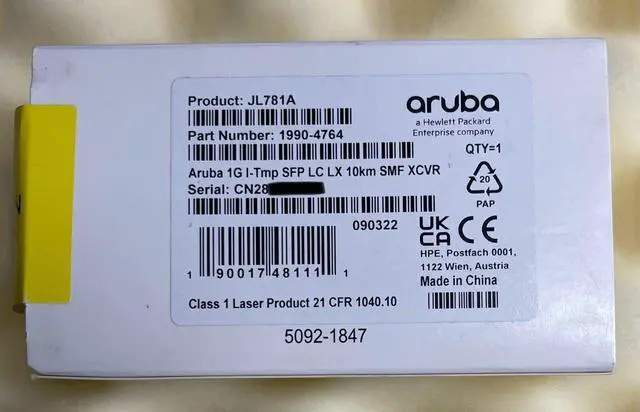 Product: JL781A
aruba
a Hewlett Packard
Enterprise company
Part Number: 1990-4764
QTY=1
Aruba 1G I-Tmp SFP LC LX 10km SMF XCVR
Serial: CN28
20
PAP
090322
UK
CA CE
HPE, Postfach 0001,
1122 Wien, Austria
Made in China
1 90017 48111 1
Class 1 Laser Product 21 CFR 1040.10
5092-1847